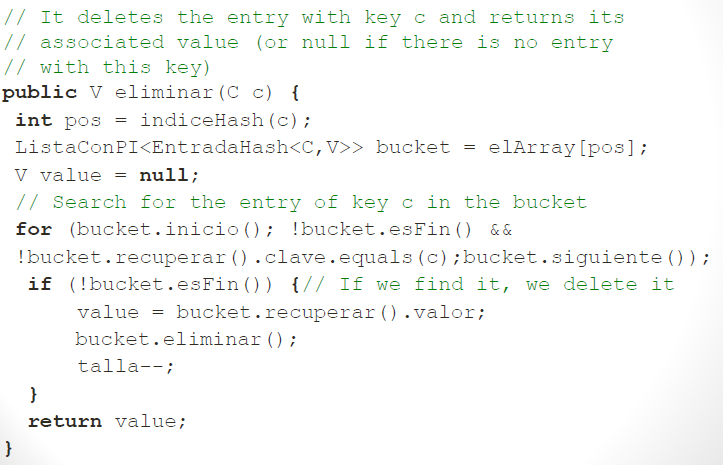 // It deletes the entry with key c and returns its
// associated value (or null if there is no entry
// with this key)
public V eliminar(C c) {
int pos = indiceHash(c);
ListaConPI<EntradaHash<C,V>> bucket = elArray[pos];
V value = null;
// Search for the entry of key c in the bucket
for (bucket.inicio(); !bucket.esFin() &&
!bucket.recuperar().clave.equals(c);bucket.siguiente());
if (!bucket.esFin()) {// If we find it, we delete it
value = bucket.recuperar().valor;
bucket.eliminar();
talla--;
}
return value;
}